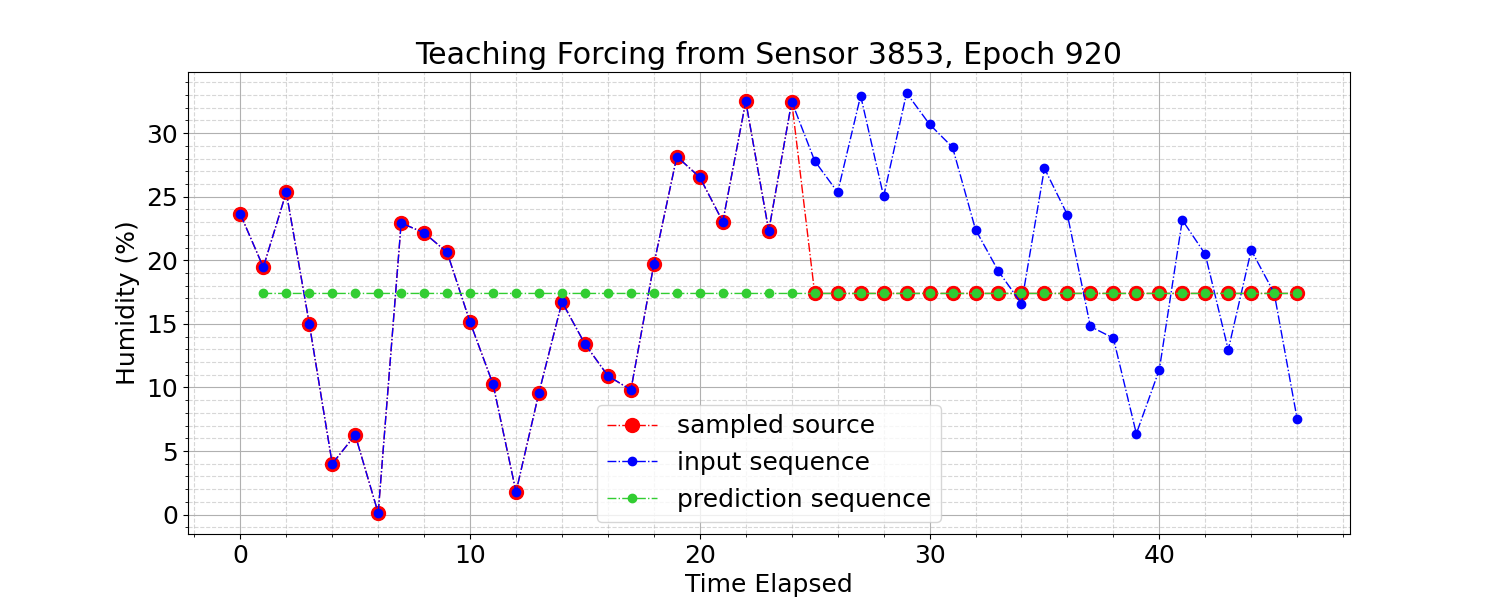 Teaching Forcing from Sensor 3853, Epoch 920
Humidity (%)
30
25
20
15
10
5
0
sampled source
input sequence
prediction sequence
0 10 20 30 40
Time Elapsed